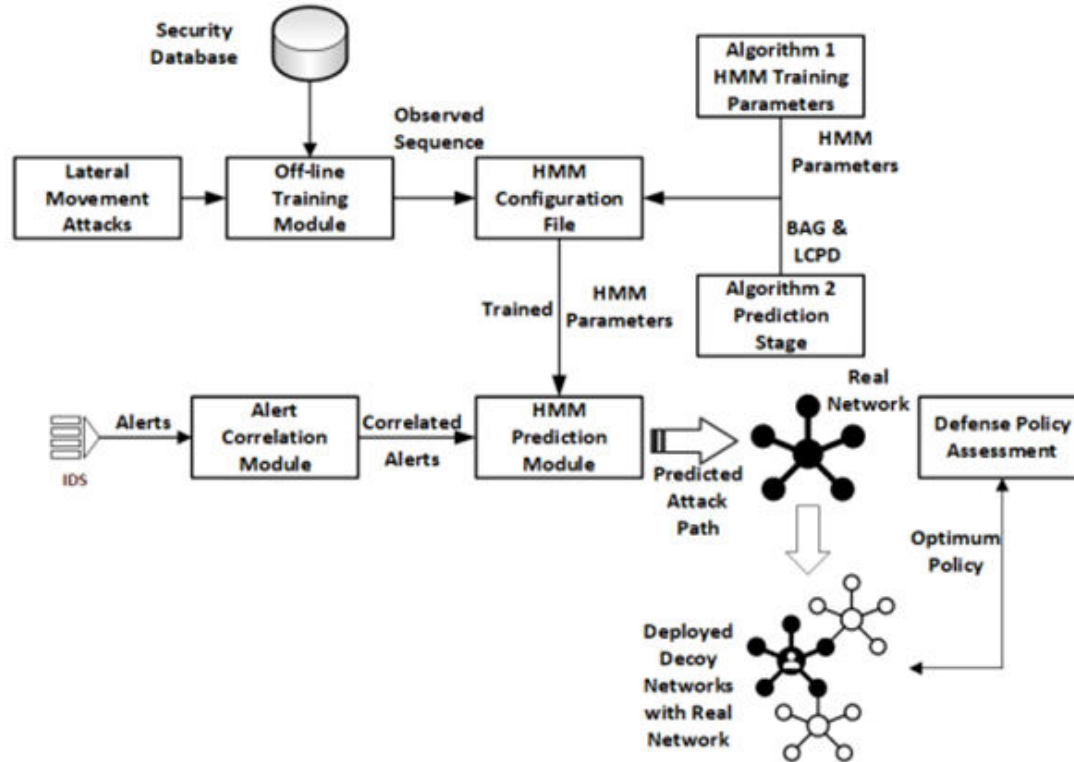 Security
Database
Algorithm 1
HMM Training
Parameters
Observed
Sequence
HMM
Parameters
Lateral
Movement
Attacks
Off-line
Training
Module
HMM
Configuration
File
BAG &
LCPD
Algorithm 2
Prediction
Stage
Trained
HMM
Parameters
Real
Network
Alerts
IDS
Alert
Correlation
Module
Correlated
Alerts
HMM
Prediction
Module
Predicted
Attack
Path
Defense Policy
Assessment
Optimum
Policy
Deployed
Decoy
Networks
with Real
Network